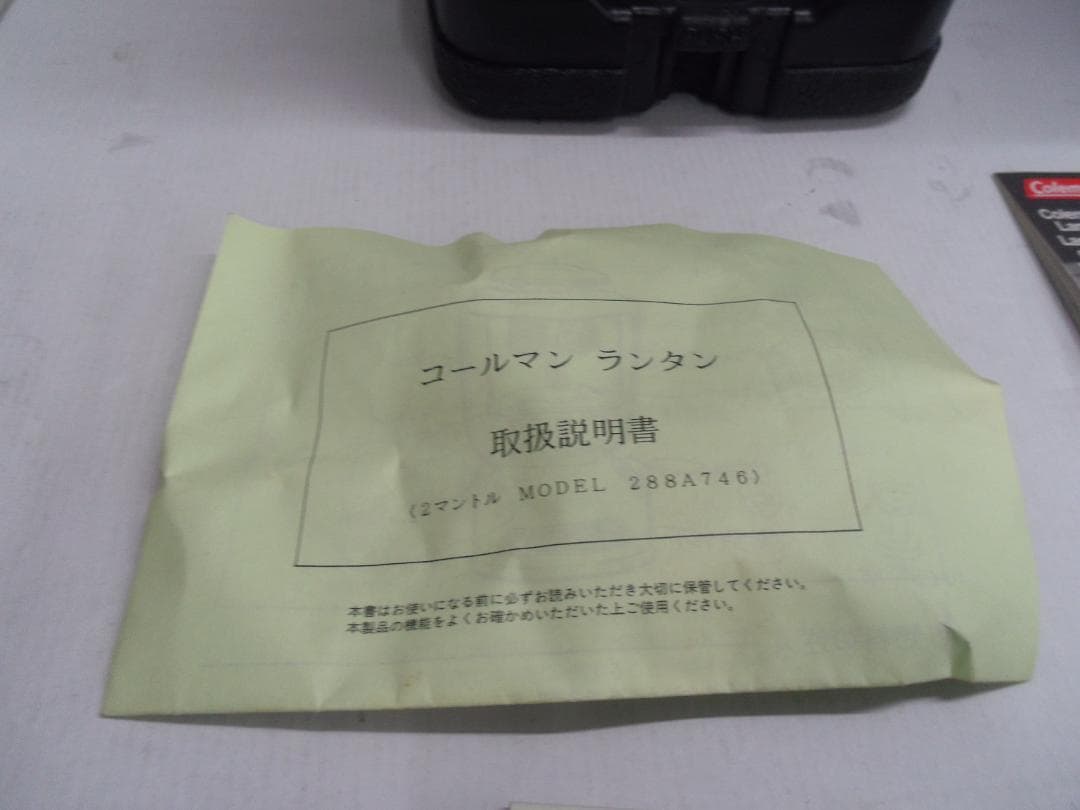 コールマン ランタン
取扱説明書
《2マントル MODEL 288A746》
本書はお使いになる前に必ずお読みいただき大切に保管してください。
本製品の機能をよくお確かめいただいた上ご使用ください。